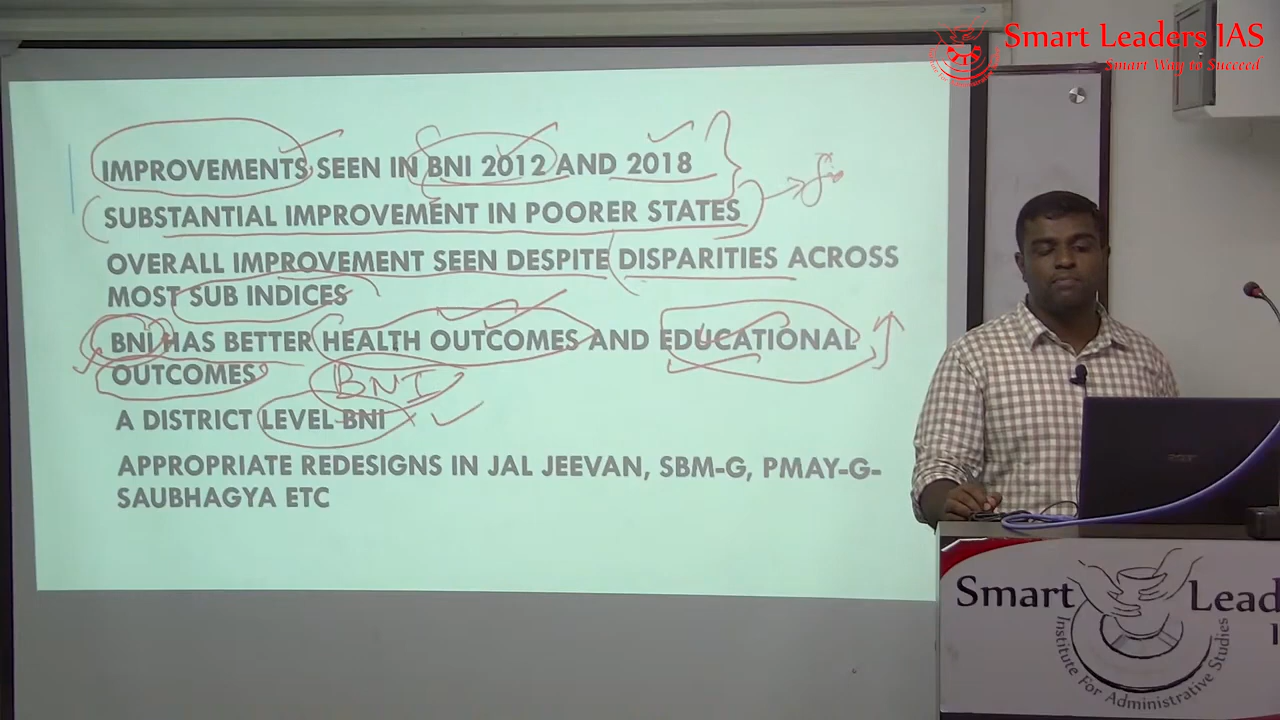 Smart Leaders IAS
Smart Way to Succeed
IMPROVEMENTS SEEN IN BNI 2012 AND 2018
SUBSTANTIAL IMPROVEMENT IN POORER STATES
OVERALL IMPROVEMENT SEEN DESPITE DISPARITIES ACROSS
MOST SUB INDICES
BNI HAS BETTER HEALTH OUTCOMES AND EDUCATIONAL
OUTCOMES
BNI
A DISTRICT LEVEL BNI
APPROPRIATE REDESIGNS IN JAL JEEVAN, SBM-G, PMAY-G-
SAUBHAGYA ETC
acer
Smart Lead
I
Institute For Administrative Studies